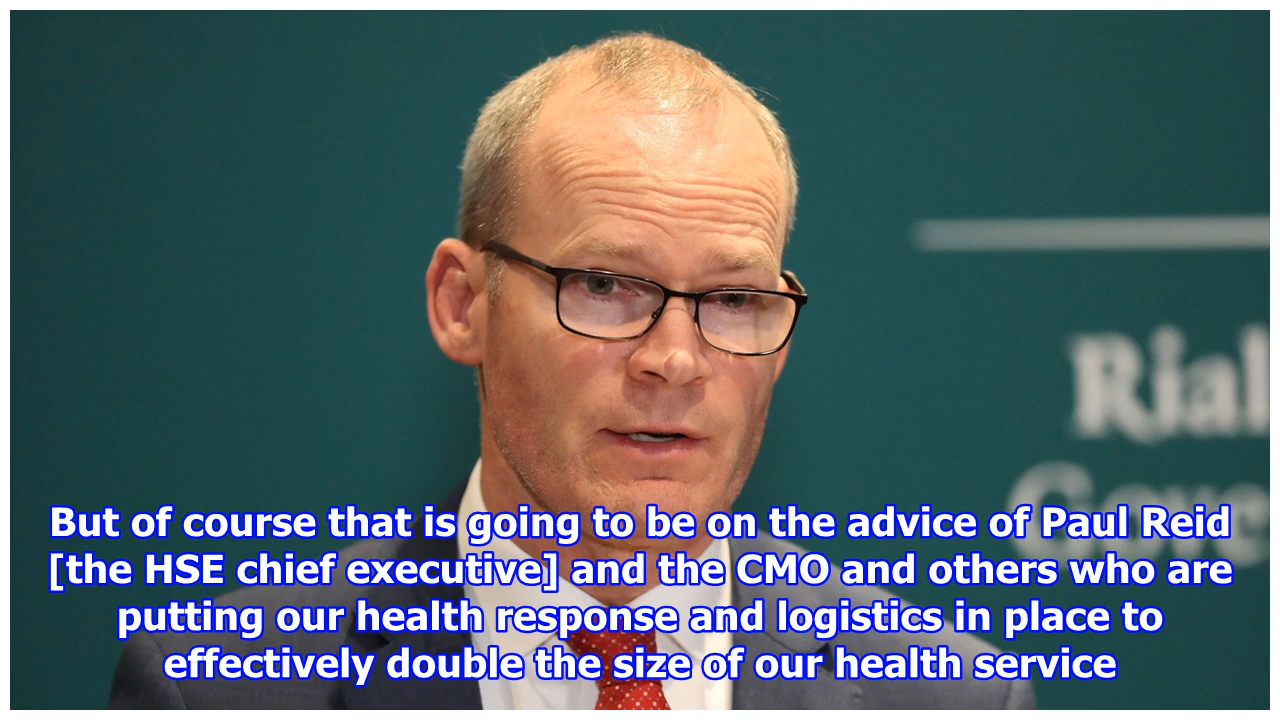 Rial
Gove
But of course that is going to be on the advice of Paul Reid
[the HSE chief executive] and the CMO and others who are
putting our health response and logistics in place to
effectively double the size of our health service